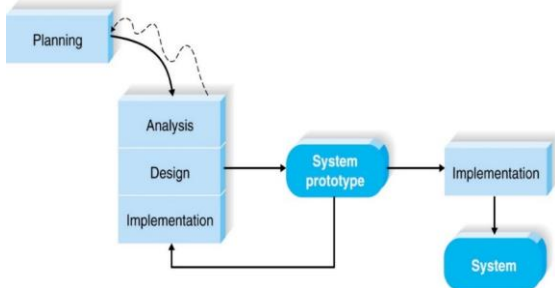 Planning
Analysis
Design
Implementation
System
prototype
Implementation
System